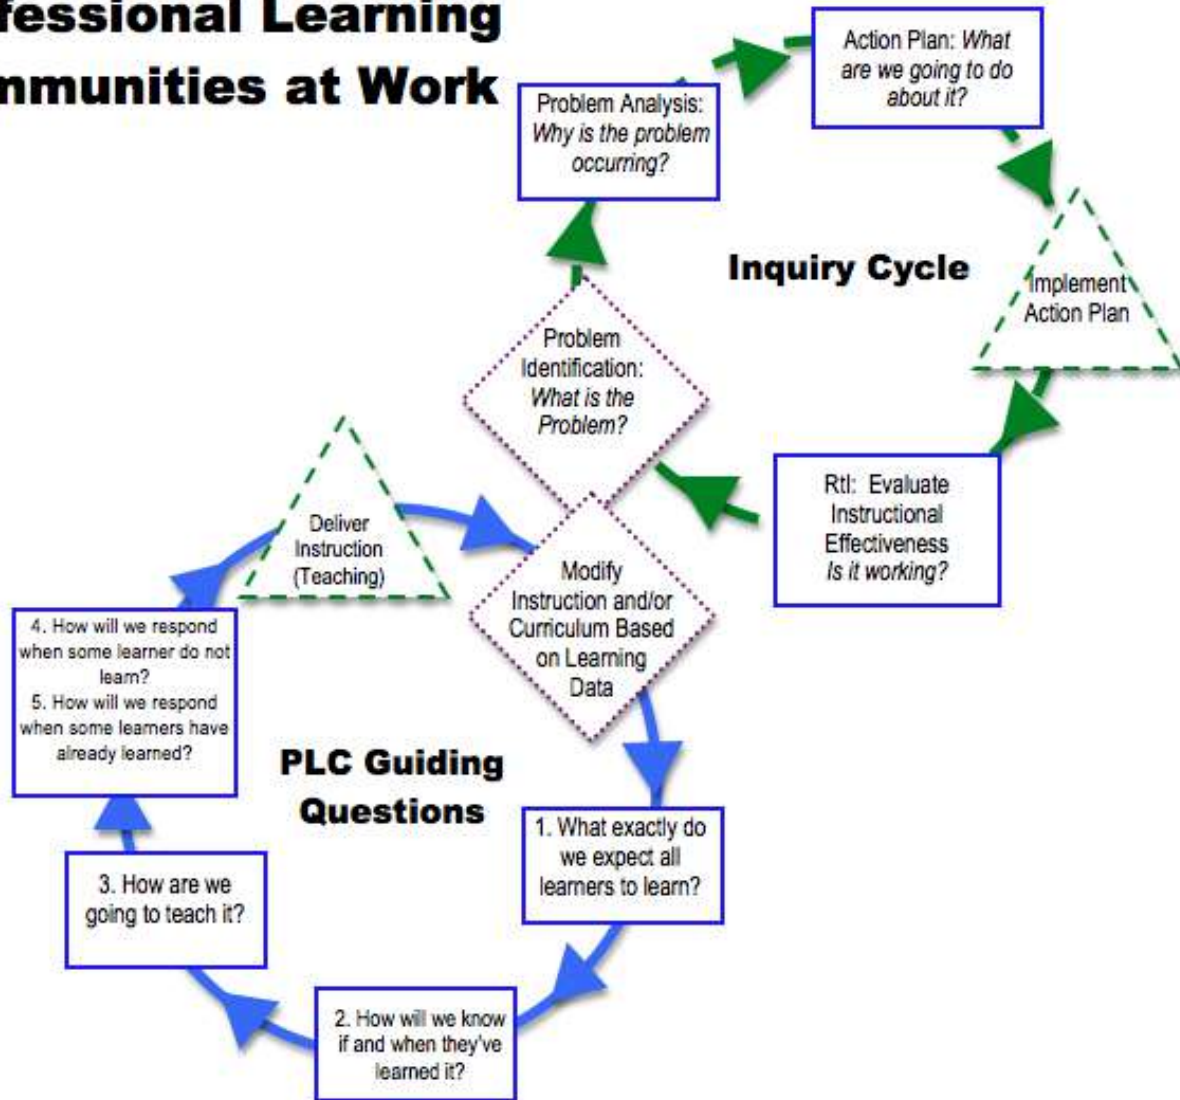 fessional Learning
mmunities at Work
Problem Analysis:
Why is the problem
occurring?
Action Plan: What
are we going to do
about it?
Inquiry Cycle
Implement
Action Plan
Problem
Identification:
What is the
Problem?
RtI:  Evaluate
Instructional
Effectiveness
Is it working?
Deliver
Instruction
(Teaching)
Modify
Instruction and/or
Curriculum Based
on Learning
Data
4. How will we respond
when some learner do not
learn?
5. How will we respond
when some learners have
already learned?
PLC Guiding
Questions
1. What exactly do
we expect all
learners to learn?
3. How are we
going to teach it?
2. How will we know
if and when they've
learned it?